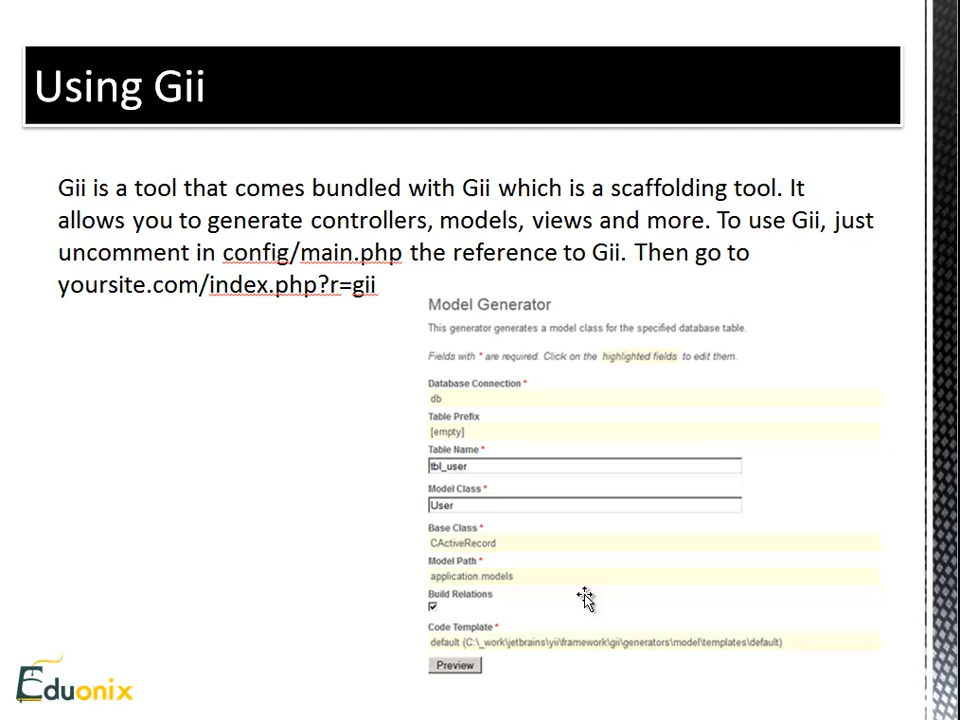 Using Gii
Gii is a tool that comes bundled with Gii which is a scaffolding tool. It
allows you to generate controllers, models, views and more. To use Gii, just
uncomment in config/main.php the reference to Gii. Then go to
yoursite.com/index.php?r=gii
Model Generator
This generator generates a model class for the specified database table.
Fields with * are required. Click on the highlighted fields to edit them.
Database Connection *
db
Table Prefix
[empty]
Table Name *
tbl_user
Model Class *
User
Base Class *
CActiveRecord
Model Path *
application.models
Build Relations
Code Template *
default (C:\_work\jetbrains\yii\framework\gii\generators\model\templates\default)
Preview
Eduonix